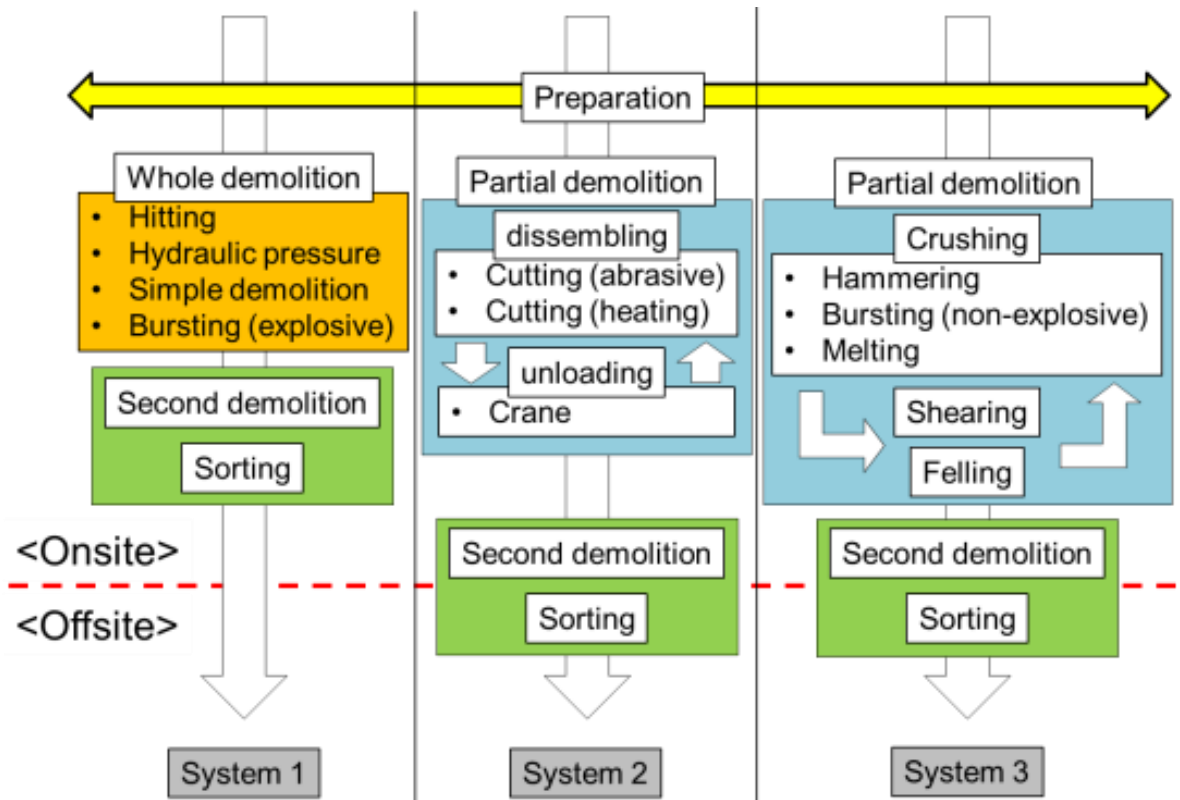 Preparation
Whole demolition
• Hitting
• Hydraulic pressure
• Simple demolition
• Bursting (explosive)
Second demolition
Sorting
Partial demolition
dissembling
• Cutting (abrasive)
• Cutting (heating)
unloading
• Crane
Second demolition
Sorting
Partial demolition
Crushing
• Hammering
• Bursting (non-explosive)
• Melting
Shearing
Felling
Second demolition
Sorting
<Onsite>
<Offsite>
System 1
System 2
System 3